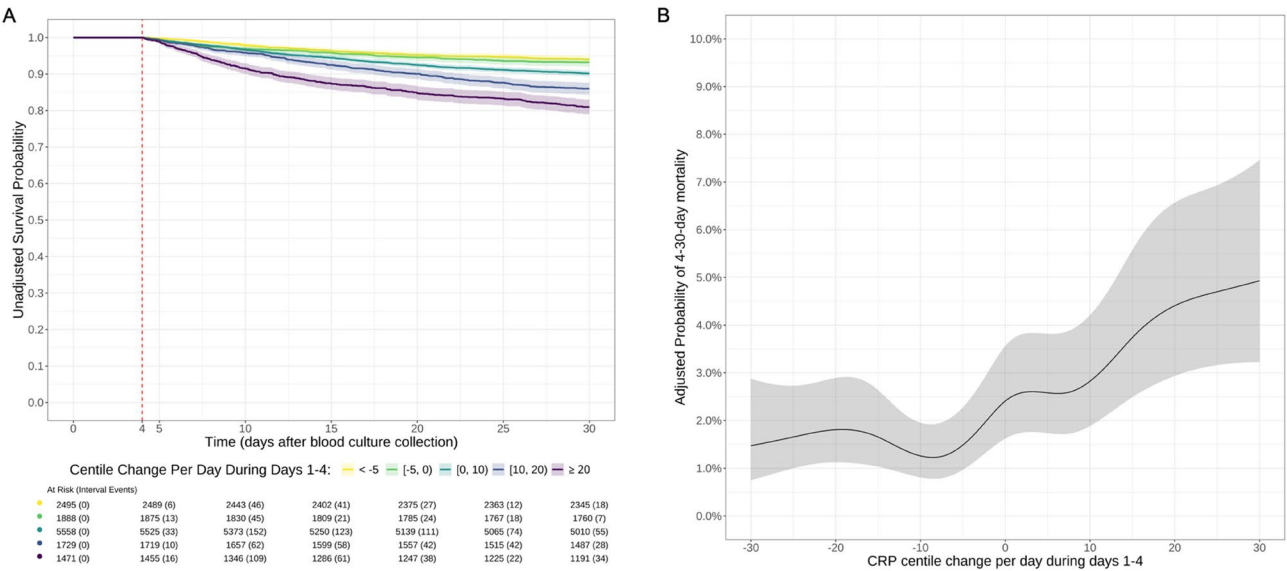 A
Unadjusted Survival Probabilitiy
1.0
0.9
0.8
0.7
0.6
0.5
0.4
0.3
0.2
0.1
0.0
0 4 5 10 15 20 25 30
Time (days after blood culture collection)
Centile Change Per Day During Days 1-4: < -5 [-5, 0) [0, 10) [10, 20) ≥ 20
At Risk (Interval Events)
2495 (0) 2489 (6) 2443 (46) 2402 (41) 2375 (27) 2363 (12) 2345 (18)
1888 (0) 1875 (13) 1830 (45) 1809 (21) 1785 (24) 1767 (18) 1760 (7)
5558 (0) 5525 (33) 5373 (152) 5250 (123) 5139 (111) 5065 (74) 5010 (55)
1729 (0) 1719 (10) 1657 (62) 1599 (58) 1557 (42) 1515 (42) 1487 (28)
1471 (0) 1455 (16) 1346 (109) 1286 (61) 1247 (38) 1225 (22) 1191 (34)
B
Adjusted Probability of 4-30-day mortality
10.0%
9.0%
8.0%
7.0%
6.0%
5.0%
4.0%
3.0%
2.0%
1.0%
0.0%
-30 -20 -10 0 10 20 30
CRP centile change per day during days 1-4